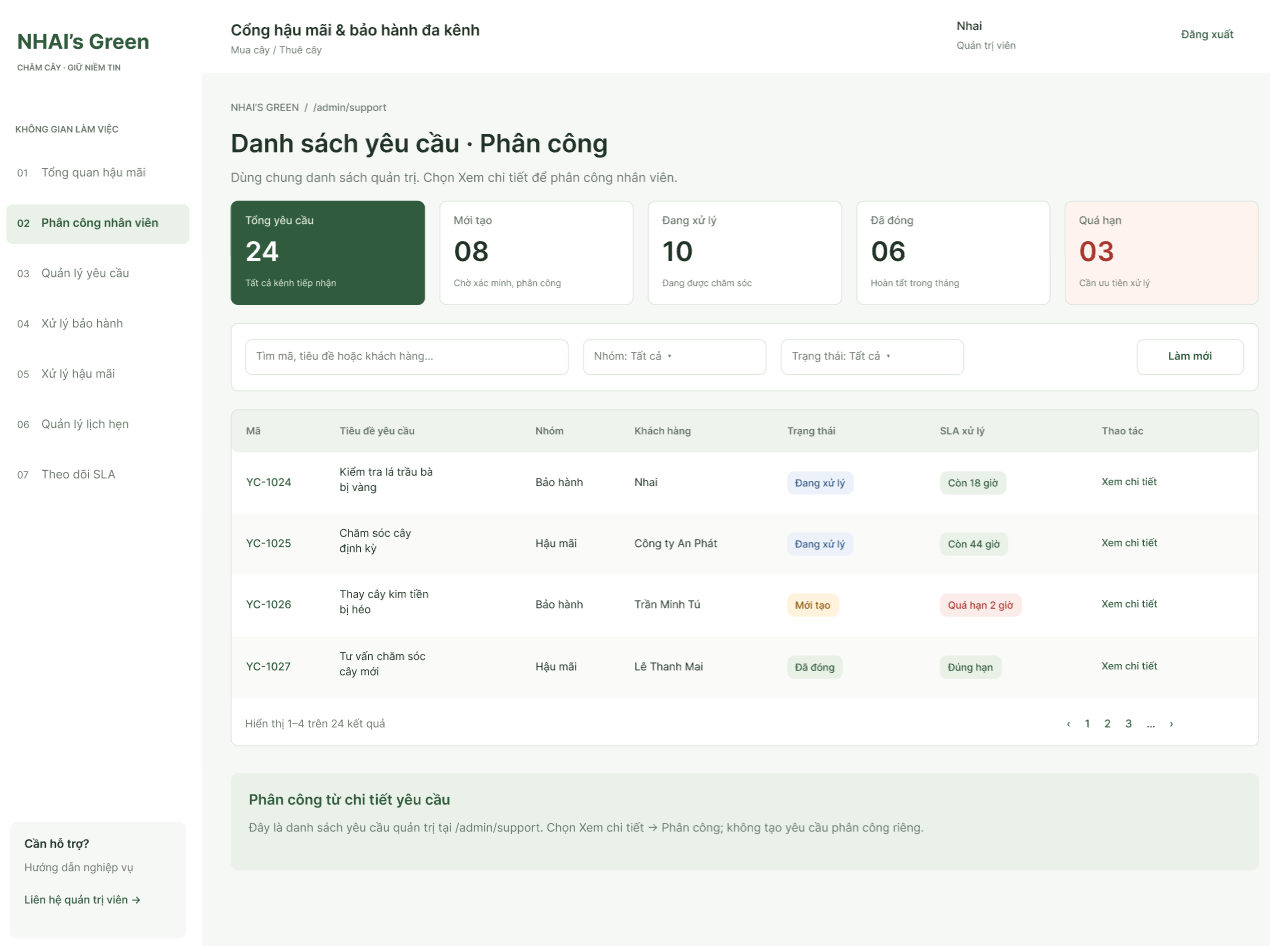 NHAI's Green
CHĂM CÂY · GIỮ NIỀM TIN
KHÔNG GIAN LÀM VIỆC
01 Tổng quan hậu mãi
02 Phân công nhân viên
03 Quản lý yêu cầu
04 Xử lý bảo hành
05 Xử lý hậu mãi
06 Quản lý lịch hẹn
07 Theo dõi SLA
Cần hỗ trợ?
Hướng dẫn nghiệp vụ
Liên hệ quản trị viên →
Cổng hậu mãi & bảo hành đa kênh
Mua cây / Thuê cây
Nhai
Quản trị viên
Đăng xuất
NHAI'S GREEN / /admin/support
Danh sách yêu cầu · Phân công
Dùng chung danh sách quản trị. Chọn Xem chi tiết để phân công nhân viên.
Tổng yêu cầu
24
Tất cả kênh tiếp nhận
Mới tạo
08
Chờ xác minh, phân công
Đang xử lý
10
Đang được chăm sóc
Đã đóng
06
Hoàn tất trong tháng
Quá hạn
03
Cần ưu tiên xử lý
Tìm mã, tiêu đề hoặc khách hàng...
Nhóm: Tất cả
Trạng thái: Tất cả
Làm mới
Mã Tiêu đề yêu cầu Nhóm Khách hàng Trạng thái SLA xử lý Thao tác
YC-1024 Kiểm tra lá trầu bà
bị vàng Bảo hành Nhai Đang xử lý Còn 18 giờ Xem chi tiết
YC-1025 Chăm sóc cây
định kỳ Hậu mãi Công ty An Phát Đang xử lý Còn 44 giờ Xem chi tiết
YC-1026 Thay cây kim tiền
bị héo Bảo hành Trần Minh Tú Mới tạo Quá hạn 2 giờ Xem chi tiết
YC-1027 Tư vấn chăm sóc
cây mới Hậu mãi Lê Thanh Mai Đã đóng Đúng hạn Xem chi tiết
Hiển thị 1–4 trên 24 kết quả
‹ 1 2 3 … ›
Phân công từ chi tiết yêu cầu
Đây là danh sách yêu cầu quản trị tại /admin/support. Chọn Xem chi tiết → Phân công; không tạo yêu cầu phân công riêng.